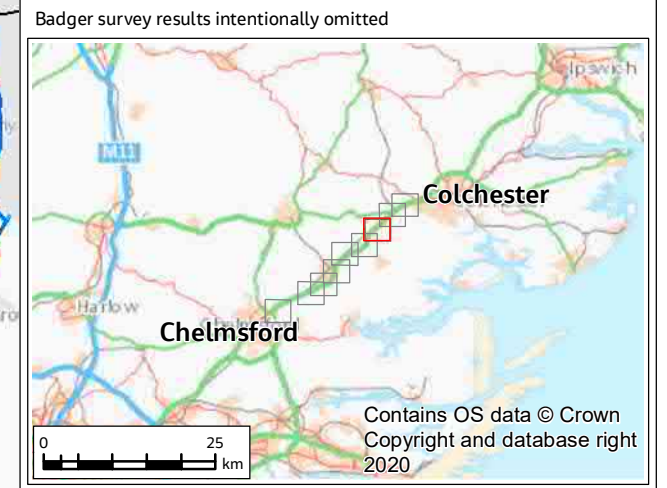 Badger survey results intentionally omitted
Ipswich
M11
Colchester
Harlow
Chelmsford
Contains OS data © Crown
Copyright and database right
2020
0 25
km